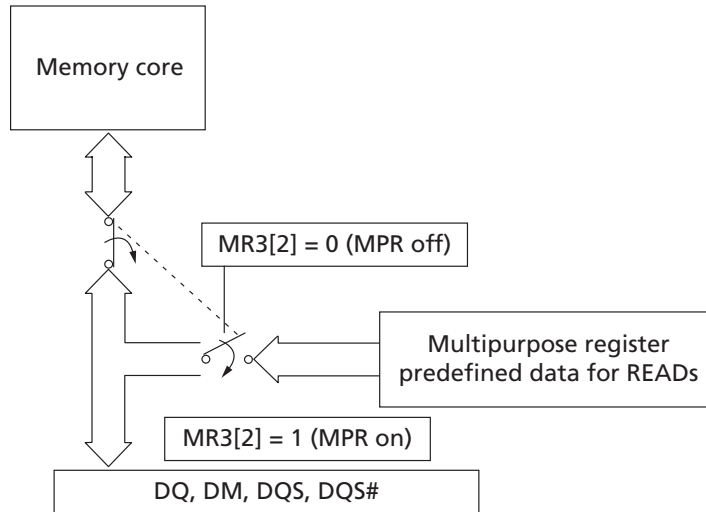 Memory core
MR3[2] = 0 (MPR off)
Multipurpose register
predefined data for READs
MR3[2] = 1 (MPR on)
DQ, DM, DQS, DQS#